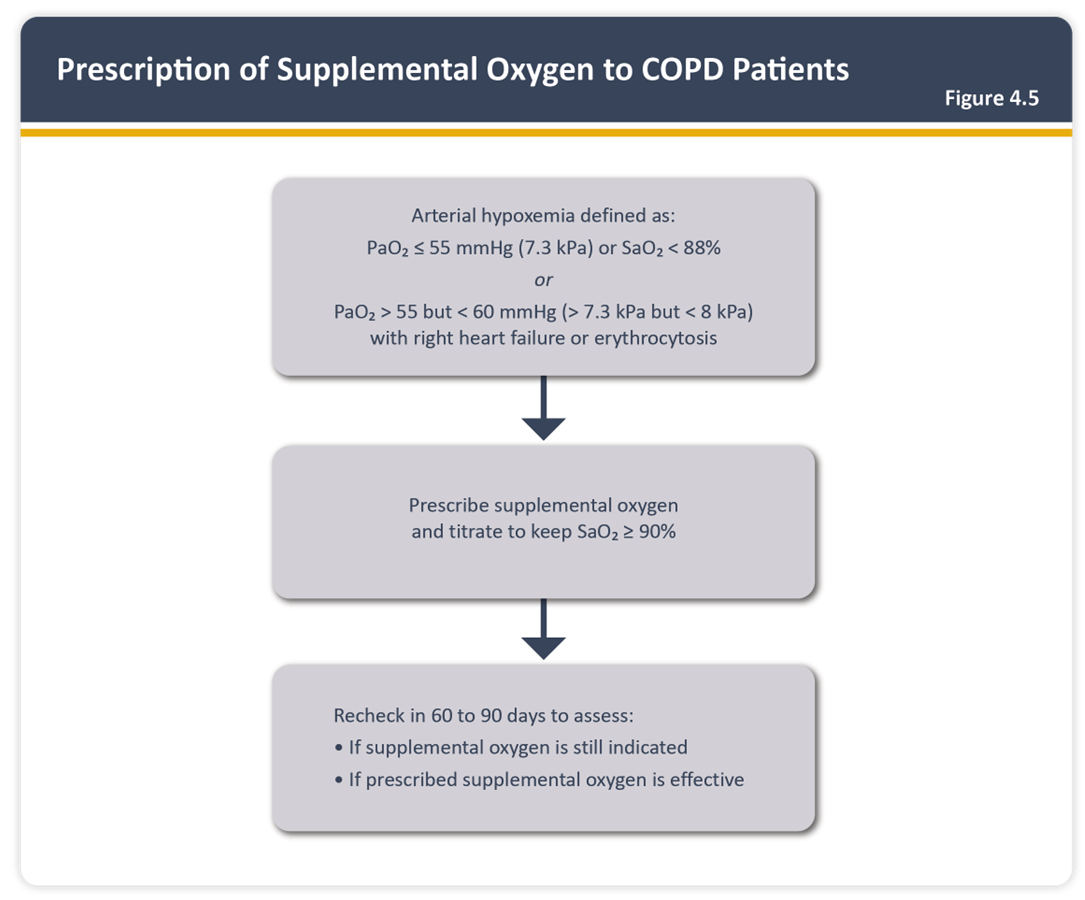 Prescription of Supplemental Oxygen to COPD Patients
Figure 4.5
Arterial hypoxemia defined as:
PaO₂ ≤ 55 mmHg (7.3 kPa) or SaO₂ < 88%
or
PaO₂ > 55 but < 60 mmHg (> 7.3 kPa but < 8 kPa)
with right heart failure or erythrocytosis
Prescribe supplemental oxygen
and titrate to keep SaO₂ ≥ 90%
Recheck in 60 to 90 days to assess:
• If supplemental oxygen is still indicated
• If prescribed supplemental oxygen is effective